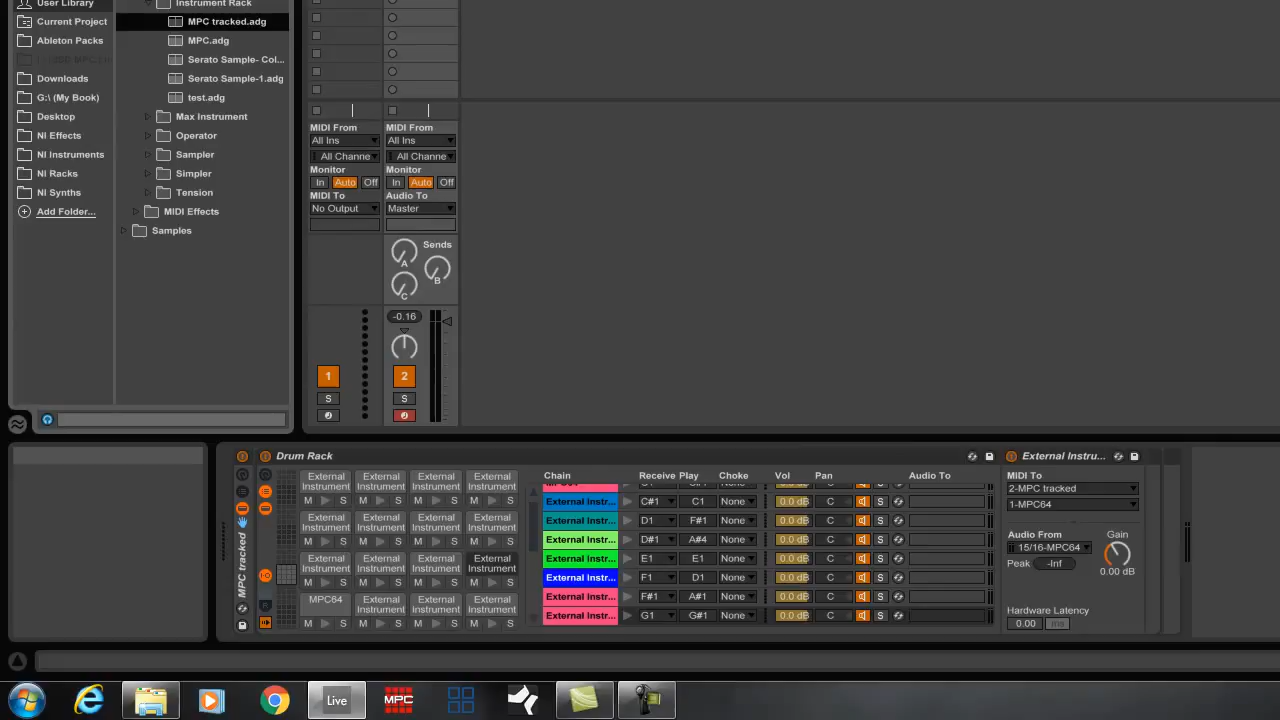 User Library
Current Project
Ableton Packs
Downloads
G:\ (My Book)
Desktop
NI Effects
NI Instruments
NI Racks
NI Synths
Add Folder...
Instrument Rack
MPC tracked.adg
MPC.adg
Serato Sample- Col...
Serato Sample-1.adg
test.adg
Max Instrument
Operator
Sampler
Simpler
Tension
MIDI Effects
Samples
MIDI From MIDI From
All Ins All Ins
All Channe All Channe
Monitor Monitor
In Auto Off In Auto Off
MIDI To Audio To
No Output Master
Sends
A
B
C
-0.16
1 2
S S
Drum Rack
MPC tracked
External Instrument External Instrument External Instrument External Instrument
M S M S M S M S
External Instrument External Instrument External Instrument External Instrument
M S M S M S M S
External Instrument External Instrument External Instrument External Instrument
M S M S M S M S
MPC64 External Instrument External Instrument External Instrument
M S M S M S M S
Chain Receive Play Choke Vol Pan Audio To
External Instr... C#1 C1 None 0.0 dB C S
External Instr... D1 F#1 None 0.0 dB C S
External Instr... D#1 A#4 None 0.0 dB C S
External Instr... E1 E1 None 0.0 dB C S
External Instr... F1 D1 None 0.0 dB C S
External Instr... F#1 A#1 None 0.0 dB C S
External Instr... G1 G#1 None 0.0 dB C S
External Instru...
MIDI To
2-MPC tracked
1-MPC64
Audio From Gain
15/16-MPC64
Peak -Inf
0.00 dB
Hardware Latency
0.00 ms
Live
MPC